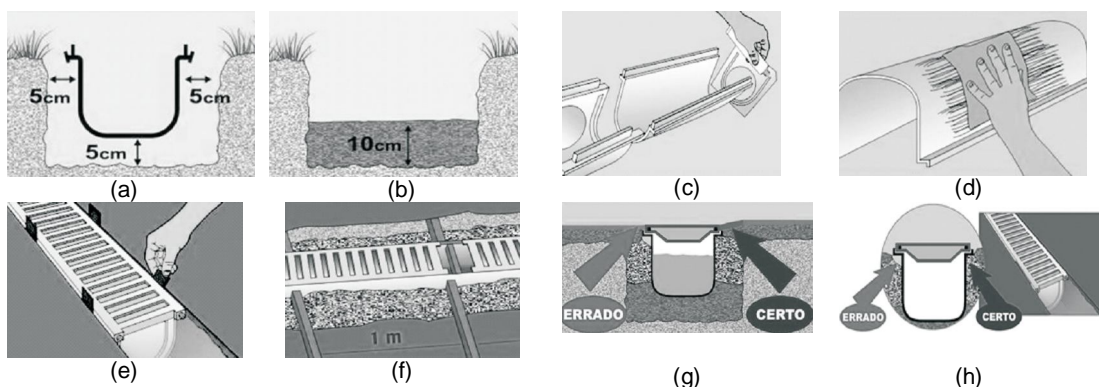 5cm
5cm
5cm
10cm
(a)
(b)
(c)
(d)
1 m
ERRADO
CERTO
ERRADO
CERTO
(e)
(f)
(g)
(h)